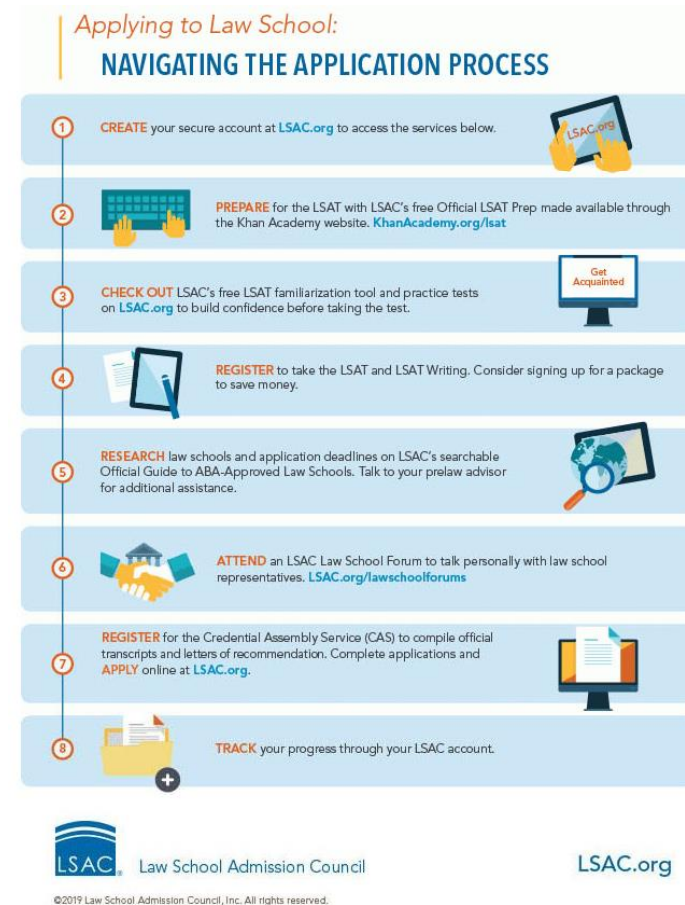 Applying to Law School:
NAVIGATING THE APPLICATION PROCESS
1
CREATE your secure account at LSAC.org to access the services below.
LSAC.org
2
PREPARE for the LSAT with LSAC's free Official LSAT Prep made available through
the Khan Academy website. KhanAcademy.org/lsat
3
CHECK OUT LSAC's free LSAT familiarization tool and practice tests
on LSAC.org to build confidence before taking the test.
Get
Acquainted
4
REGISTER to take the LSAT and LSAT Writing. Consider signing up for a package
to save money.
5
RESEARCH law schools and application deadlines on LSAC's searchable
Official Guide to ABA-Approved Law Schools. Talk to your prelaw advisor
for additional assistance.
6
ATTEND an LSAC Law School Forum to talk personally with law school
representatives. LSAC.org/lawschoolforums
7
REGISTER for the Credential Assembly Service (CAS) to compile official
transcripts and letters of recommendation. Complete applications and
APPLY online at LSAC.org.
8
TRACK your progress through your LSAC account.
LSAC®
Law School Admission Council
LSAC.org
©2019 Law School Admission Council, Inc. All rights reserved.